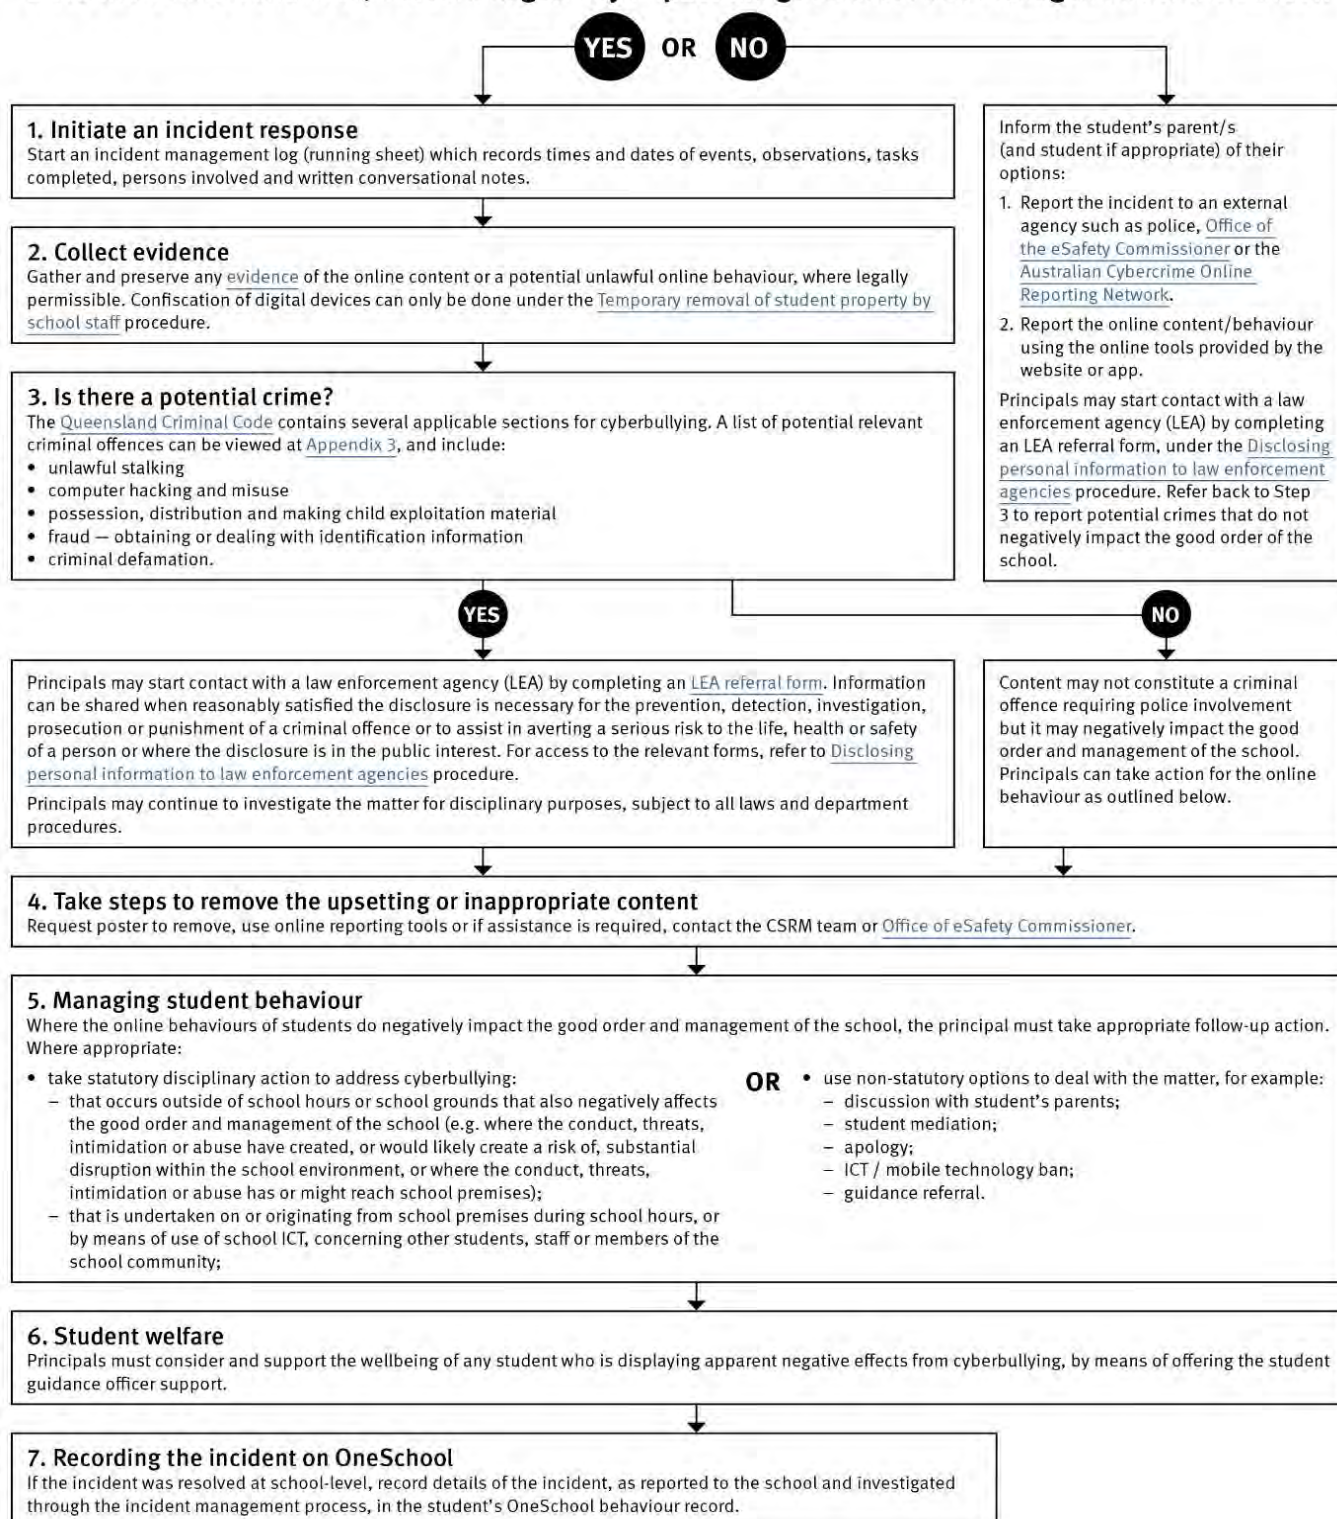 YES OR NO
1. Initiate an incident response
Start an incident management log (running sheet) which records times and dates of events, observations, tasks
completed, persons involved and written conversational notes.
2. Collect evidence
Gather and preserve any evidence of the online content or a potential unlawful online behaviour, where legally
permissible. Confiscation of digital devices can only be done under the Temporary removal of student property by
school staff procedure.
3. Is there a potential crime?
The Queensland Criminal Code contains several applicable sections for cyberbullying. A list of potential relevant
criminal offences can be viewed at Appendix 3, and include:
• unlawful stalking
• computer hacking and misuse
• possession, distribution and making child exploitation material
• fraud — obtaining or dealing with identification information
• criminal defamation.
Inform the student's parent/s
(and student if appropriate) of their
options:
1. Report the incident to an external
agency such as police, Office of
the eSafety Commissioner or the
Australian Cybercrime Online
Reporting Network.
2. Report the online content/behaviour
using the online tools provided by the
website or app.
Principals may start contact with a law
enforcement agency (LEA) by completing
an LEA referral form, under the Disclosing
personal information to law enforcement
agencies procedure. Refer back to Step
3 to report potential crimes that do not
negatively impact the good order of the
school.
YES
NO
Principals may start contact with a law enforcement agency (LEA) by completing an LEA referral form. Information
can be shared when reasonably satisfied the disclosure is necessary for the prevention, detection, investigation,
prosecution or punishment of a criminal offence or to assist in averting a serious risk to the life, health or safety
of a person or where the disclosure is in the public interest. For access to the relevant forms, refer to Disclosing
personal information to law enforcement agencies procedure.
Principals may continue to investigate the matter for disciplinary purposes, subject to all laws and department
procedures.
Content may not constitute a criminal
offence requiring police involvement
but it may negatively impact the good
order and management of the school.
Principals can take action for the online
behaviour as outlined below.
4. Take steps to remove the upsetting or inappropriate content
Request poster to remove, use online reporting tools or if assistance is required, contact the CSRM team or Office of eSafety Commissioner.
5. Managing student behaviour
Where the online behaviours of students do negatively impact the good order and management of the school, the principal must take appropriate follow-up action.
Where appropriate:
• take statutory disciplinary action to address cyberbullying:
– that occurs outside of school hours or school grounds that also negatively affects
the good order and management of the school (e.g. where the conduct, threats,
intimidation or abuse have created, or would likely create a risk of, substantial
disruption within the school environment, or where the conduct, threats,
intimidation or abuse has or might reach school premises);
– that is undertaken on or originating from school premises during school hours, or
by means of use of school ICT, concerning other students, staff or members of the
school community;
OR
• use non-statutory options to deal with the matter, for example:
– discussion with student's parents;
– student mediation;
– apology;
– ICT / mobile technology ban;
– guidance referral.
6. Student welfare
Principals must consider and support the wellbeing of any student who is displaying apparent negative effects from cyberbullying, by means of offering the student
guidance officer support.
7. Recording the incident on OneSchool
If the incident was resolved at school-level, record details of the incident, as reported to the school and investigated
through the incident management process, in the student's OneSchool behaviour record.